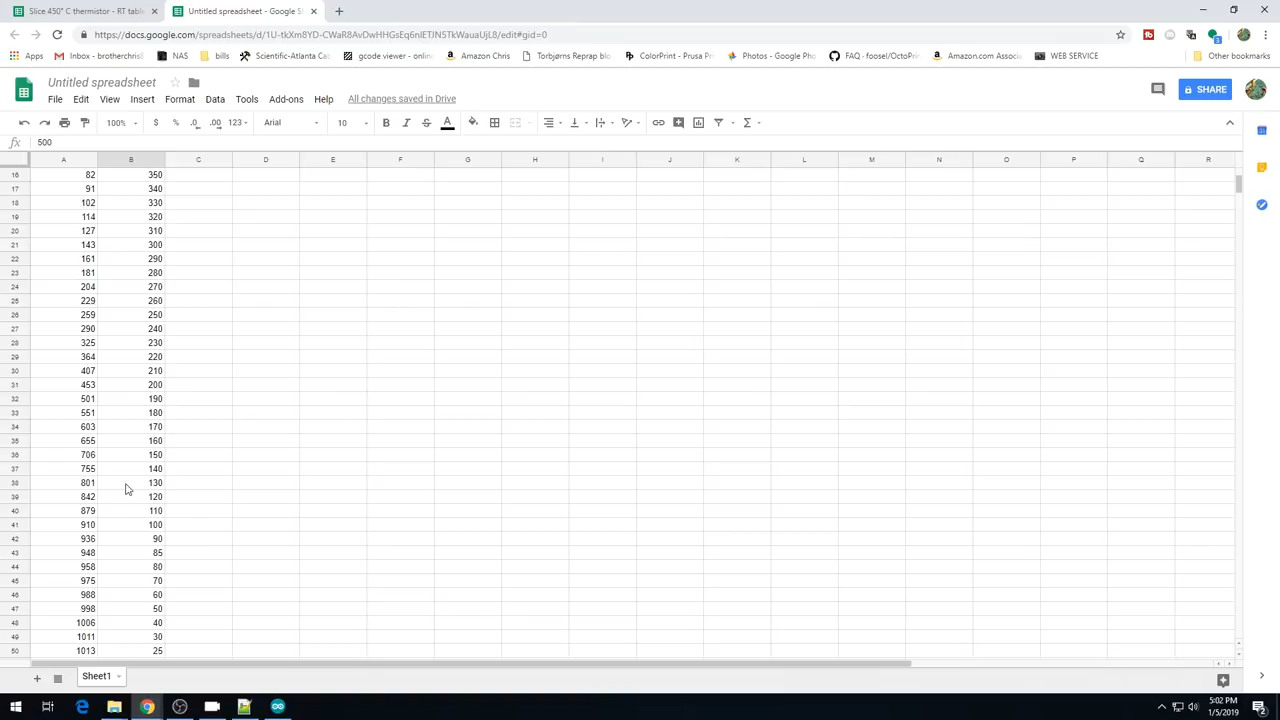 Slice 450° C thermistor - RT table
Untitled spreadsheet - Google S
https://docs.google.com/spreadsheets/d/1U-tkXm8YD-CWaR8AvDwHHGsEq6nIETJN5TkWauaUjL8/edit#gid=0
Apps Inbox - brotherchris NAS bills Scientific-Atlanta Ca gcode viewer - online Amazon Chri Torbjørns Reprap blo ColorPrint - Prusa Pr Photos - Google Pho FAQ · foosel/OctoPri Amazon.com Associ WEB SERVICE Other bookmarks
Untitled spreadsheet
SHARE
File Edit View Insert Format Data Tools Add-ons Help All changes saved in Drive
100% $ % .0 .00 123 Arial 10 B I S A
fx 500
A B C D E F G H I J K L M N O P Q R
16 82 350
17 91 340
18 102 330
19 114 320
20 127 310
21 143 300
22 161 290
23 181 280
24 204 270
25 229 260
26 259 250
27 290 240
28 325 230
29 364 220
30 407 210
31 453 200
32 501 190
33 551 180
34 603 170
35 655 160
36 706 150
37 755 140
38 801 130
39 842 120
40 879 110
41 910 100
42 936 90
43 948 85
44 958 80
45 975 70
46 988 60
47 998 50
48 1006 40
49 1011 30
50 1013 25
Sheet1
5:02 PM
1/5/2019